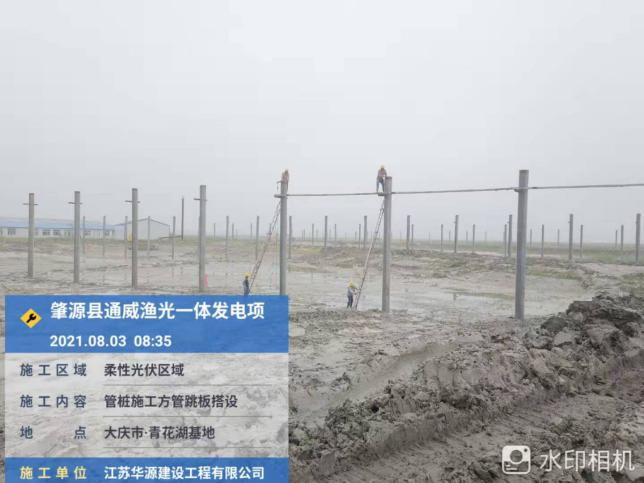 肇源县通威渔光一体发电项
2021.08.03 08:35
施工区域 柔性光伏区域
施工内容 管桩施工方管跳板搭设
地点 大庆市·青花湖基地
施工单位 江苏华源建设工程有限公司
水印相机